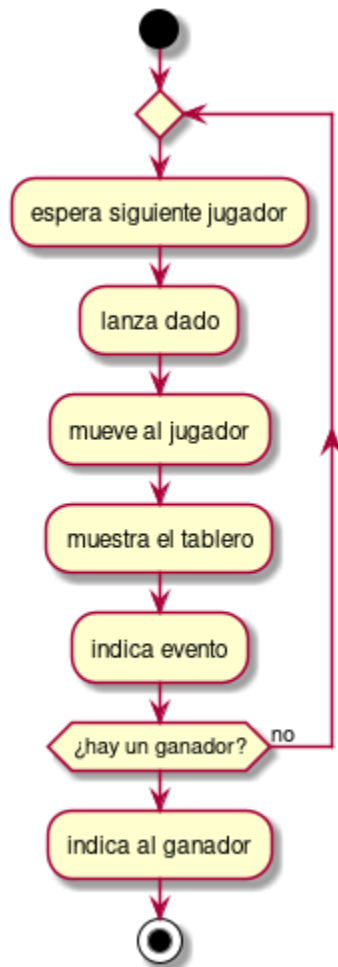 espera siguiente jugador
lanza dado
mueve al jugador
muestra el tablero
indica evento
¿hay un ganador?
no
indica al ganador